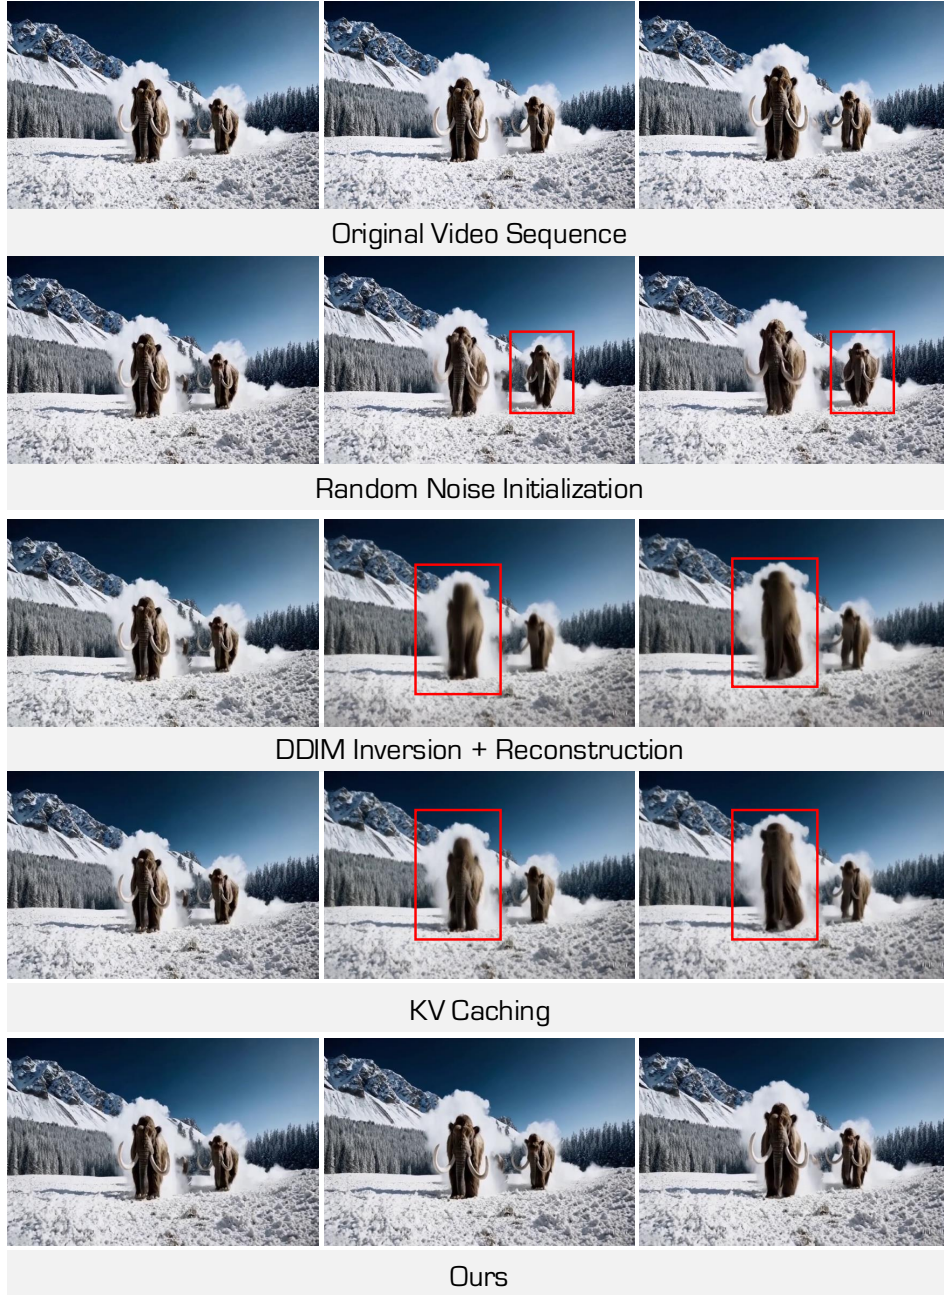 Original Video Sequence
Random Noise Initialization
DDIM Inversion + Reconstruction
KV Caching
Ours